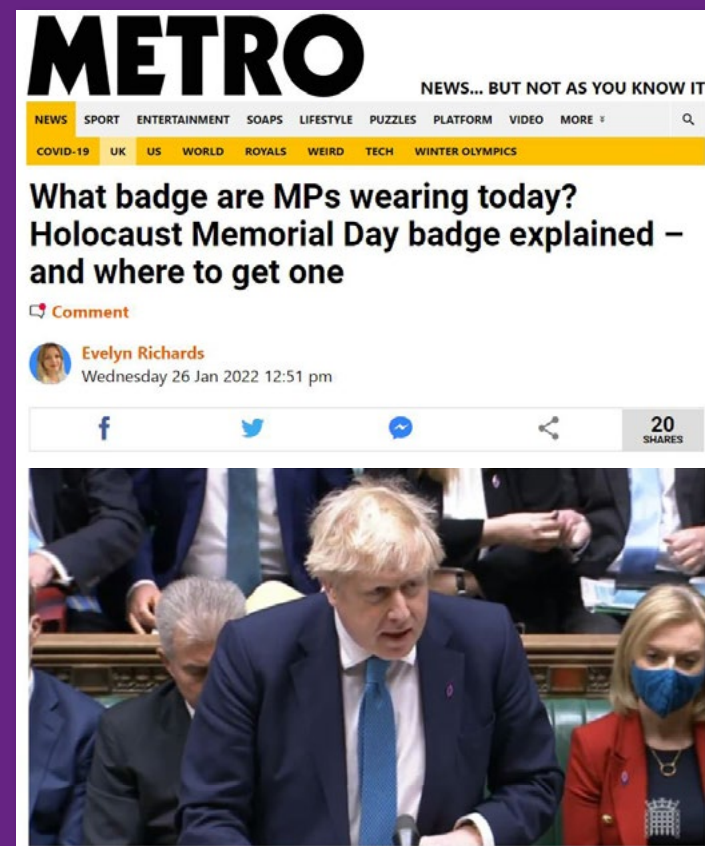 METRO
NEWS... BUT NOT AS YOU KNOW IT
NEWS SPORT ENTERTAINMENT SOAPS LIFESTYLE PUZZLES PLATFORM VIDEO MORE
COVID-19 UK US WORLD ROYALS WEIRD TECH WINTER OLYMPICS
What badge are MPs wearing today?
Holocaust Memorial Day badge explained –
and where to get one
Comment
Evelyn Richards
Wednesday 26 Jan 2022 12:51 pm
20
SHARES